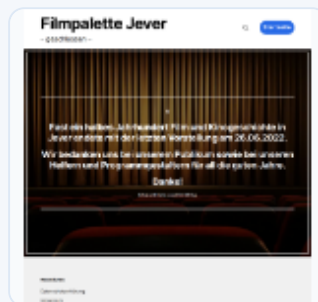 Filmpalette Jever
- geschlossen -
Fast ein halbes Jahrhundert Film und Kinogeschichte in
Jever endete mit der letzten Vorstellung am 26.06.2022.
Wir bedanken uns bei unserem Publikum sowie bei unseren
Helfern und Programmgestaltern für all die guten Jahre.
Danke!
Datenschutzerklärung